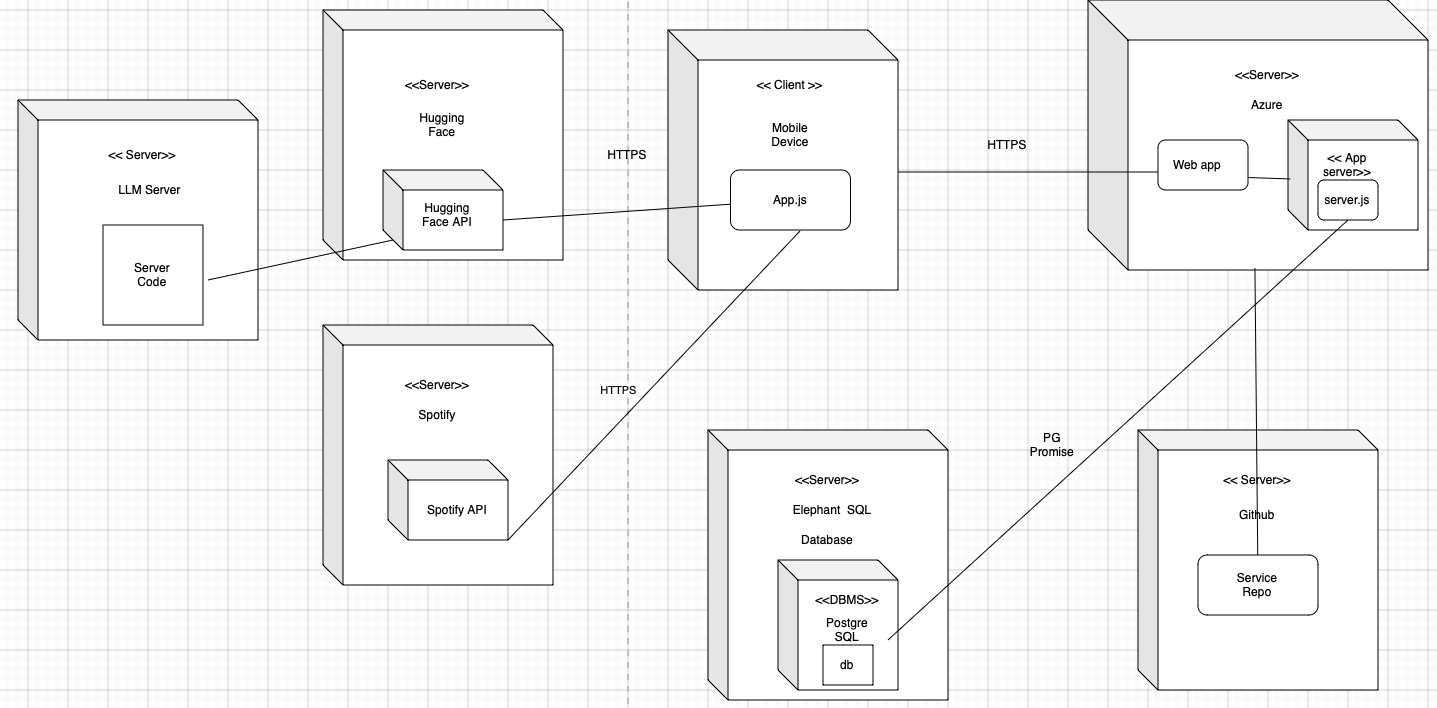 << Server>>
LLM Server
Server
Code
<<Server>>
Hugging
Face
Hugging
Face API
HTTPS
<< Client >>
Mobile
Device
App.js
HTTPS
<<Server>>
Azure
Web app
<< App
server>>
server.js
<<Server>>
Spotify
Spotify API
HTTPS
<<Server>>
Elephant  SQL
Database
<<DBMS>>
Postgre
SQL
db
PG
Promise
<< Server>>
Github
Service
Repo